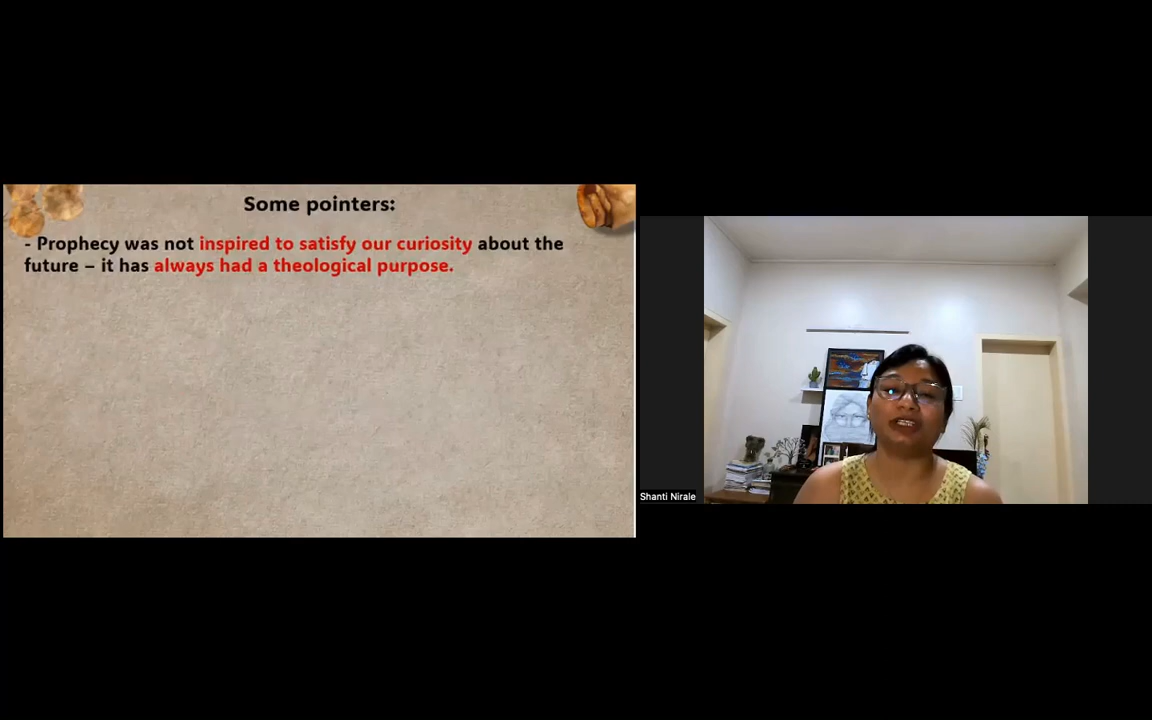 Some pointers:
- Prophecy was not inspired to satisfy our curiosity about the
future – it has always had a theological purpose.
Shanti Nirale